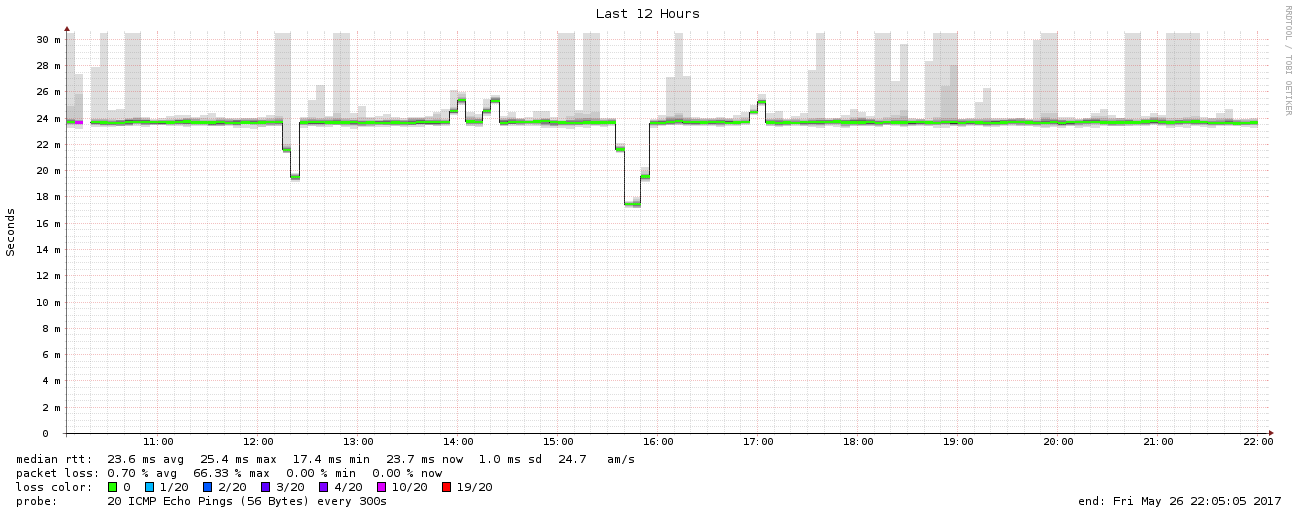 Last 12 Hours
RRDTOOL / TOBI OETIKER
Seconds
30 m
28 m
26 m
24 m
22 m
20 m
18 m
16 m
14 m
12 m
10 m
8 m
6 m
4 m
2 m
0
11:00 12:00 13:00 14:00 15:00 16:00 17:00 18:00 19:00 20:00 21:00 22:00
median rtt: 23.6 ms avg 25.4 ms max 17.4 ms min 23.7 ms now 1.0 ms sd 24.7 am/s
packet loss: 0.70 % avg 66.33 % max 0.00 % min 0.00 % now
loss color: 0 1/20 2/20 3/20 4/20 10/20 19/20
probe: 20 ICMP Echo Pings (56 Bytes) every 300s end: Fri May 26 22:05:05 2017